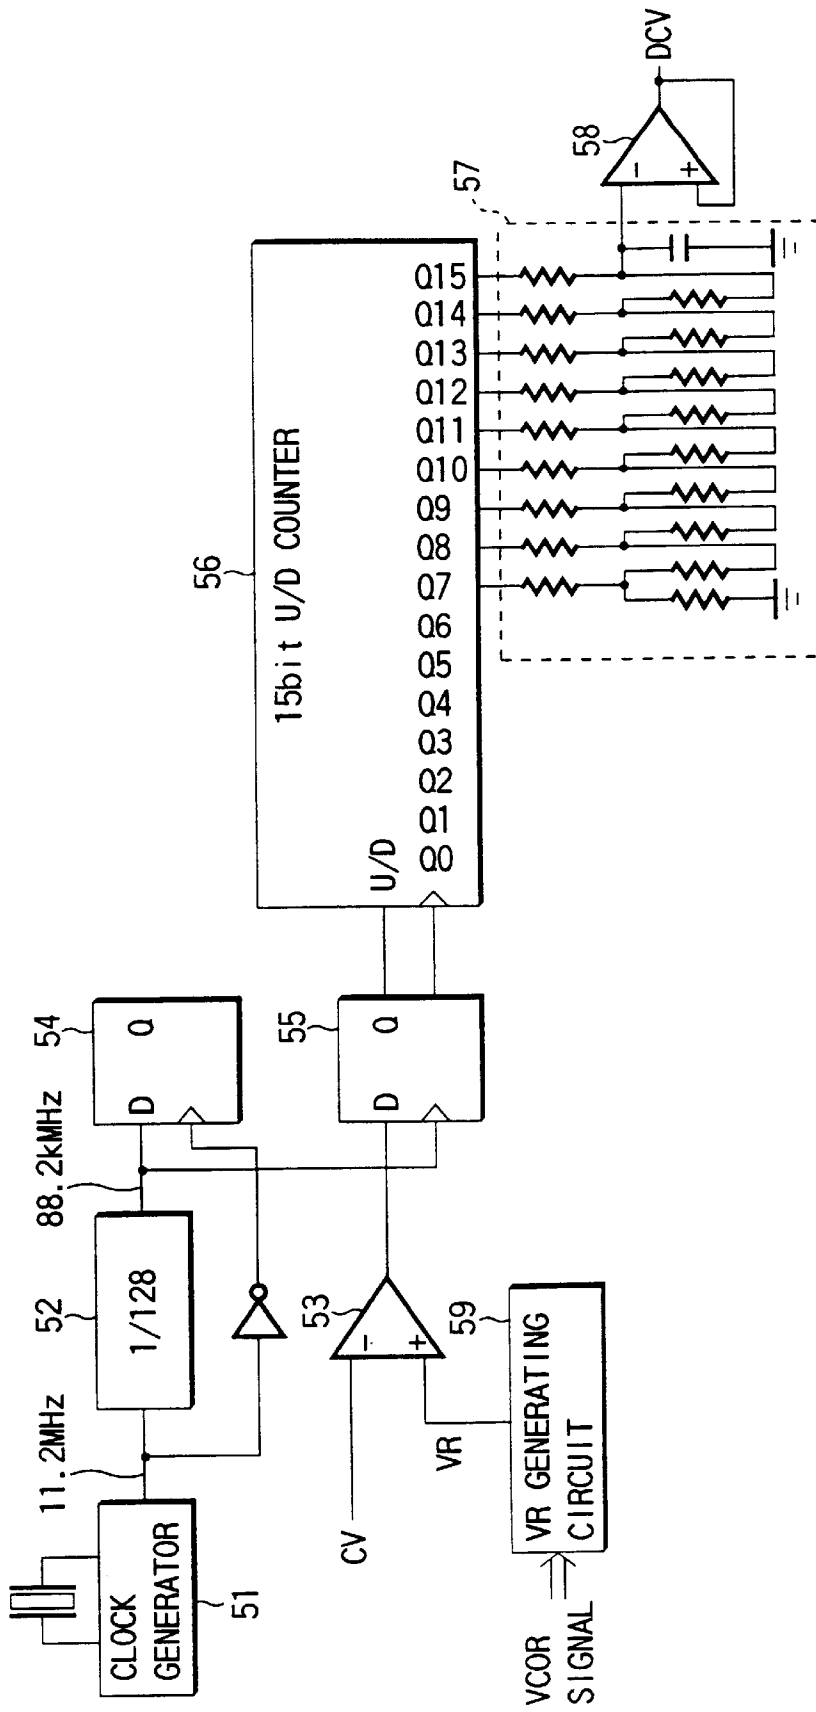 CLOCK
GENERATOR
51
11.2MHz
52
1/128
88.2kMHz
54
D
Q
CV
VR
53
-
+
55
D
Q
59
VR GENERATING
CIRCUIT
VCOR
SIGNAL
56
15bit U/D COUNTER
U/D
Q0 Q1 Q2 Q3 Q4 Q5 Q6 Q7 Q8 Q9 Q10 Q11 Q12 Q13 Q14 Q15
57
58
-
+
DCV